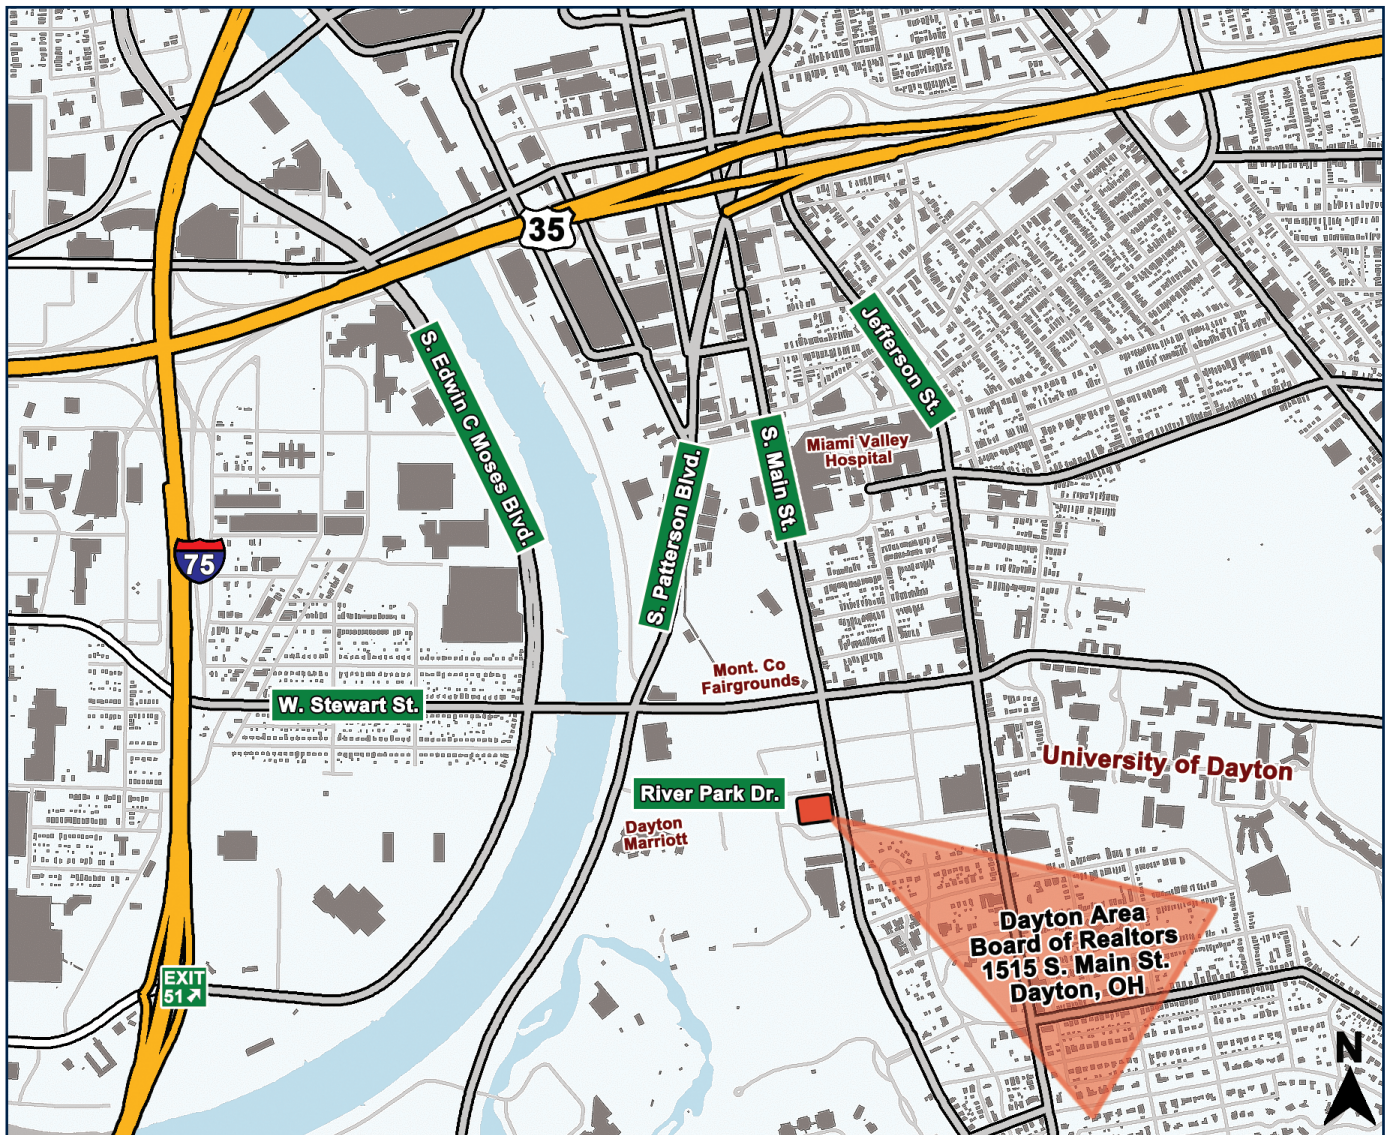 35
Jefferson St.
S. Edwin C Moses Blvd.
S. Main St.
Miami Valley
Hospital
S. Patterson Blvd.
75
Mont. Co
Fairgrounds
W. Stewart St.
University of Dayton
River Park Dr.
Dayton
Marriott
Dayton Area
Board of Realtors
1515 S. Main St.
Dayton, OH
EXIT
51
N